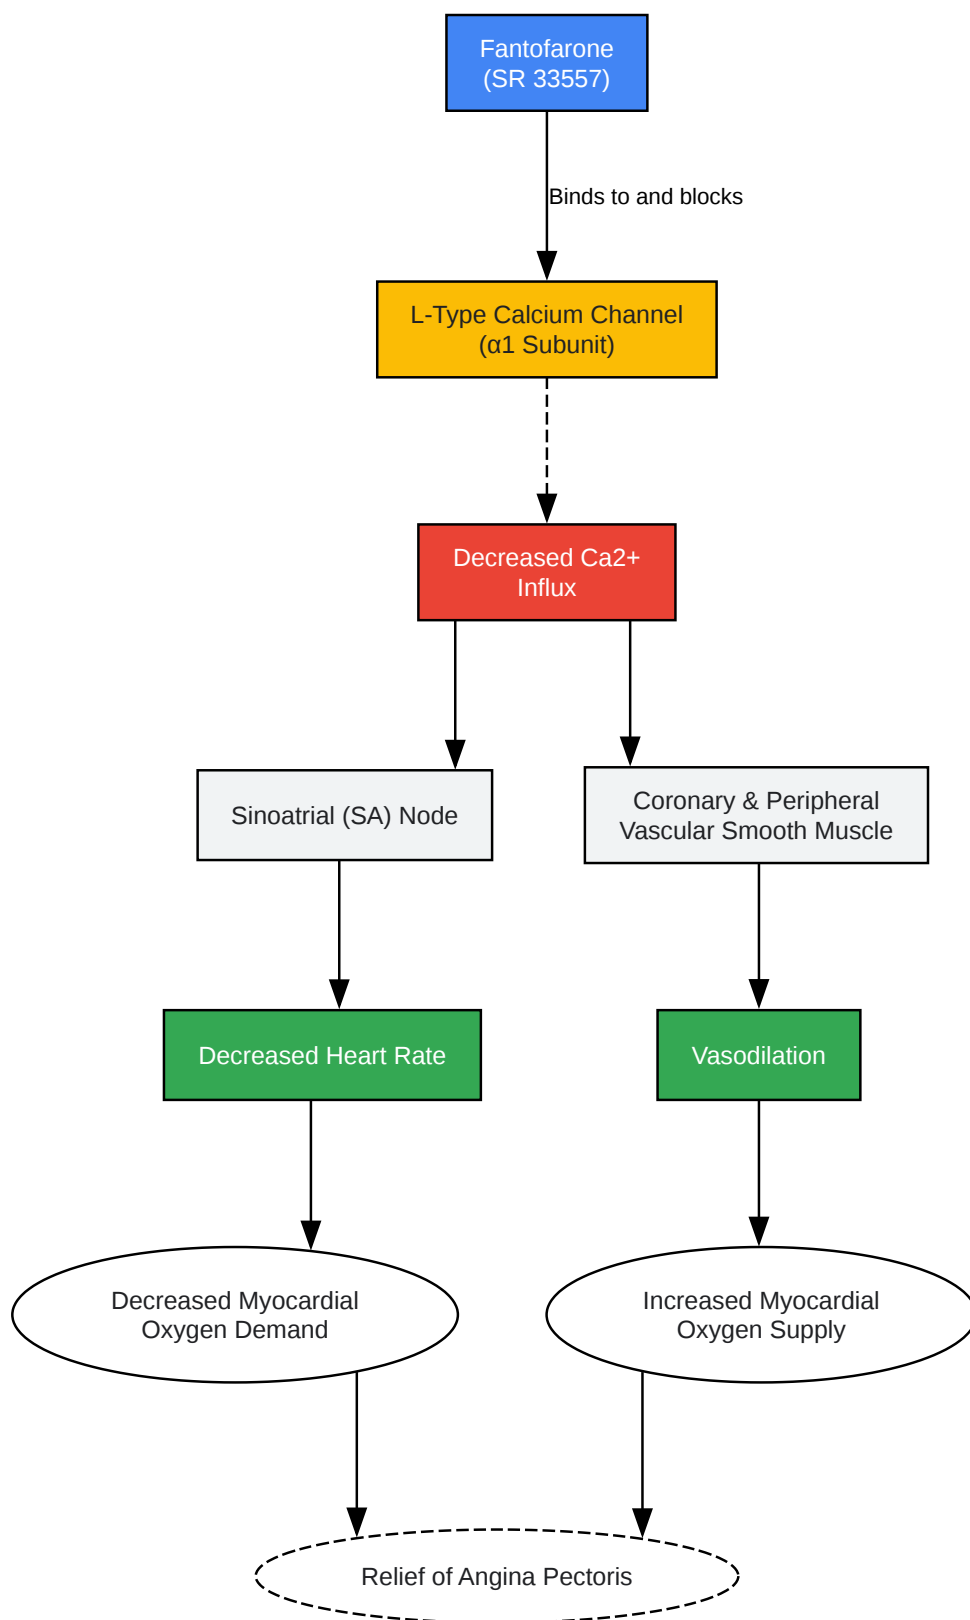 Fantofarone
(SR 33557)
Binds to and blocks
L-Type Calcium Channel
(α1 Subunit)
Decreased Ca2+
Influx
Sinoatrial (SA) Node
Coronary & Peripheral
Vascular Smooth Muscle
Decreased Heart Rate
Vasodilation
Decreased Myocardial
Oxygen Demand
Increased Myocardial
Oxygen Supply
Relief of Angina Pectoris